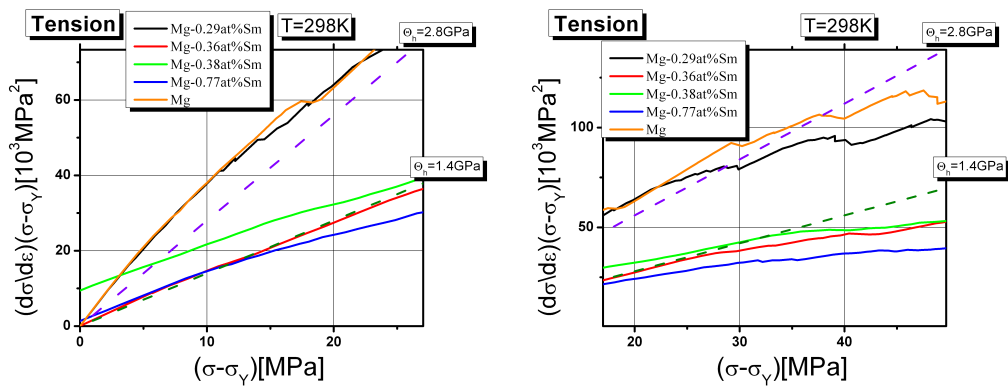 Tension
T=298K
Θh=2.8GPa
Mg-0.29at%Sm
Mg-0.36at%Sm
Mg-0.38at%Sm
Mg-0.77at%Sm
Mg
Θh=1.4GPa
(dσ\dε)(σ-σY)[10³MPa²]
60
40
20
0
0 10 20
(σ-σY)[MPa]
Tension
T=298K
Θh=2.8GPa
Mg-0.29at%Sm
Mg-0.36at%Sm
Mg-0.38at%Sm
Mg-0.77at%Sm
Mg
Θh=1.4GPa
(dσ\dε)(σ-σY)[10³MPa²]
100
50
20 30 40
(σ-σY)[MPa]